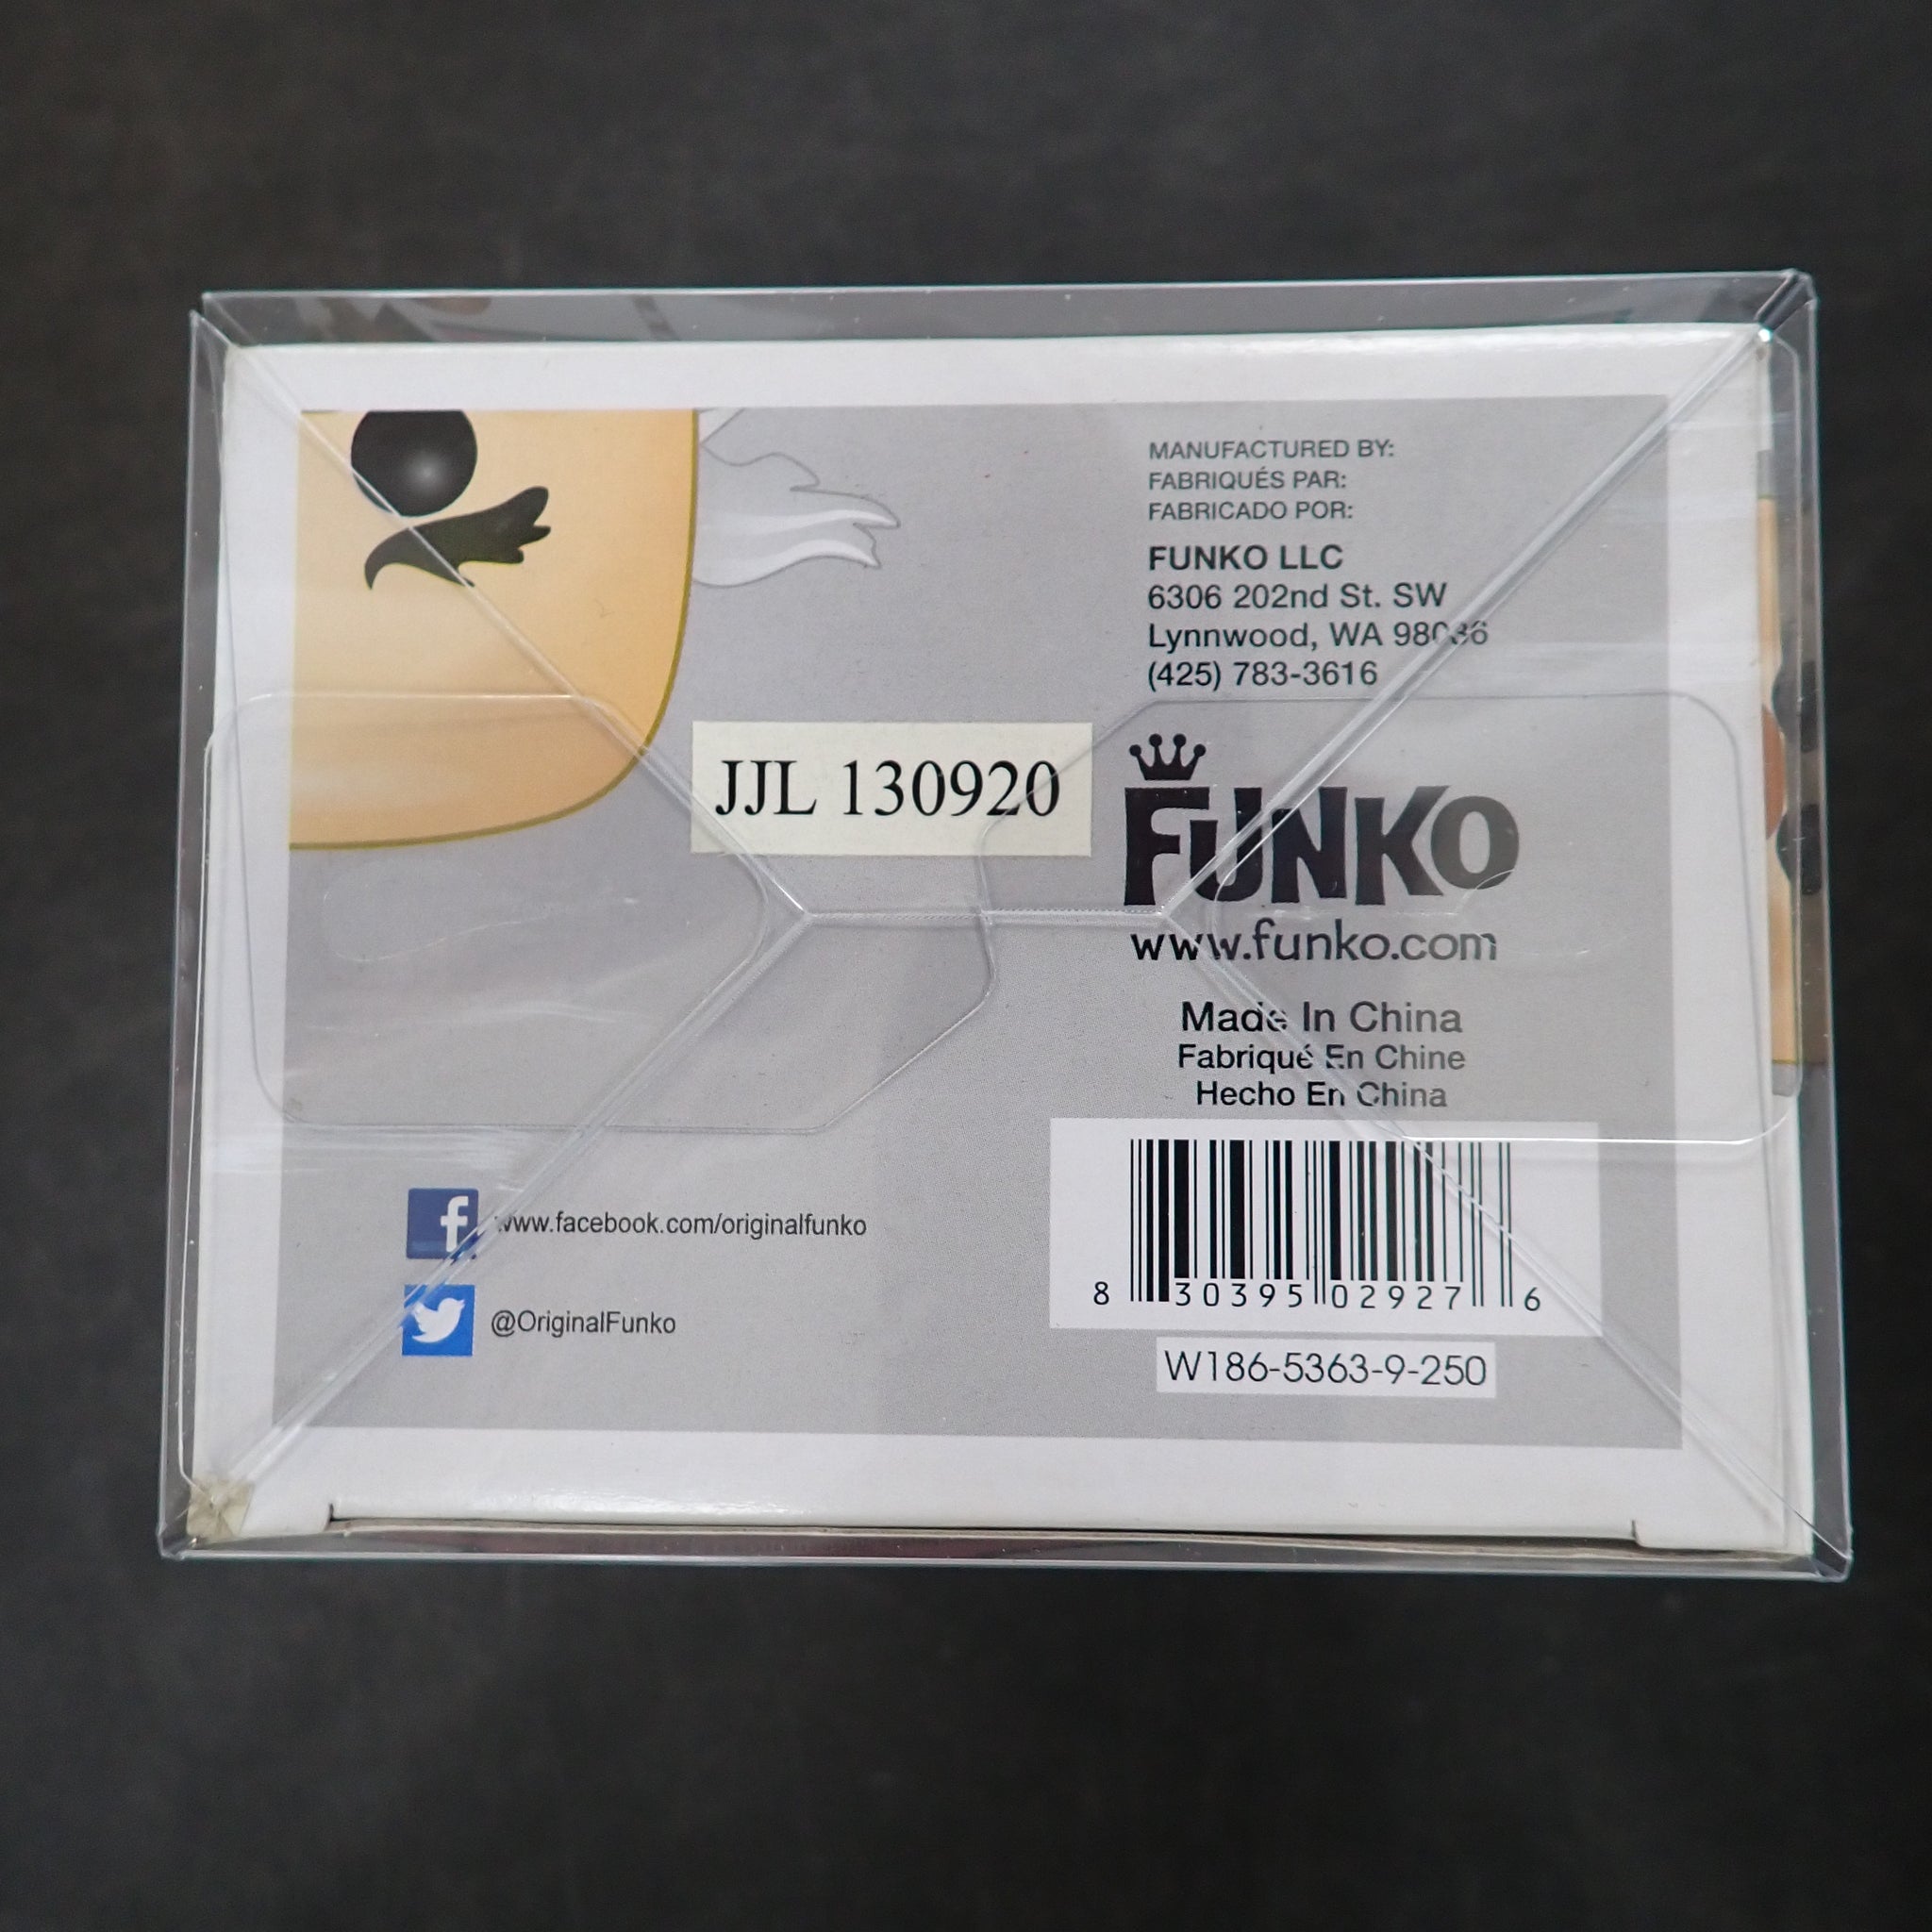 MANUFACTURED BY:
FABRIQUÉS PAR:
FABRICADO POR:
FUNKO LLC
6306 202nd St. SW
Lynnwood, WA 98036
(425) 783-3616
JJL 130920
FUNKO
www.funko.com
Made In China
Fabriqué En Chine
Hecho En China
f www.facebook.com/originalfunko
@OriginalFunko
8 30395 02927 6
W186-5363-9-250